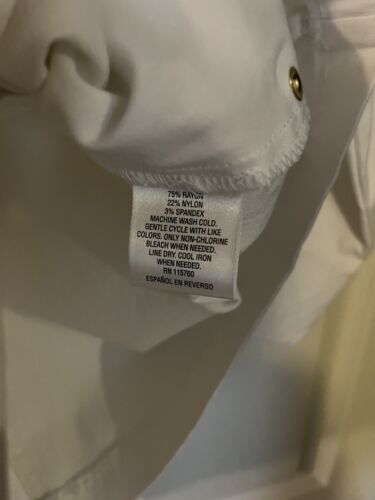 75% RAYON
22% NYLON
3% SPANDEX
MACHINE WASH COLD.
GENTLE CYCLE WITH LIKE
COLORS. ONLY NON-CHLORINE
BLEACH WHEN NEEDED.
LINE DRY. COOL IRON
WHEN NEEDED.
RN 115760
ESPAÑOL EN REVERSO